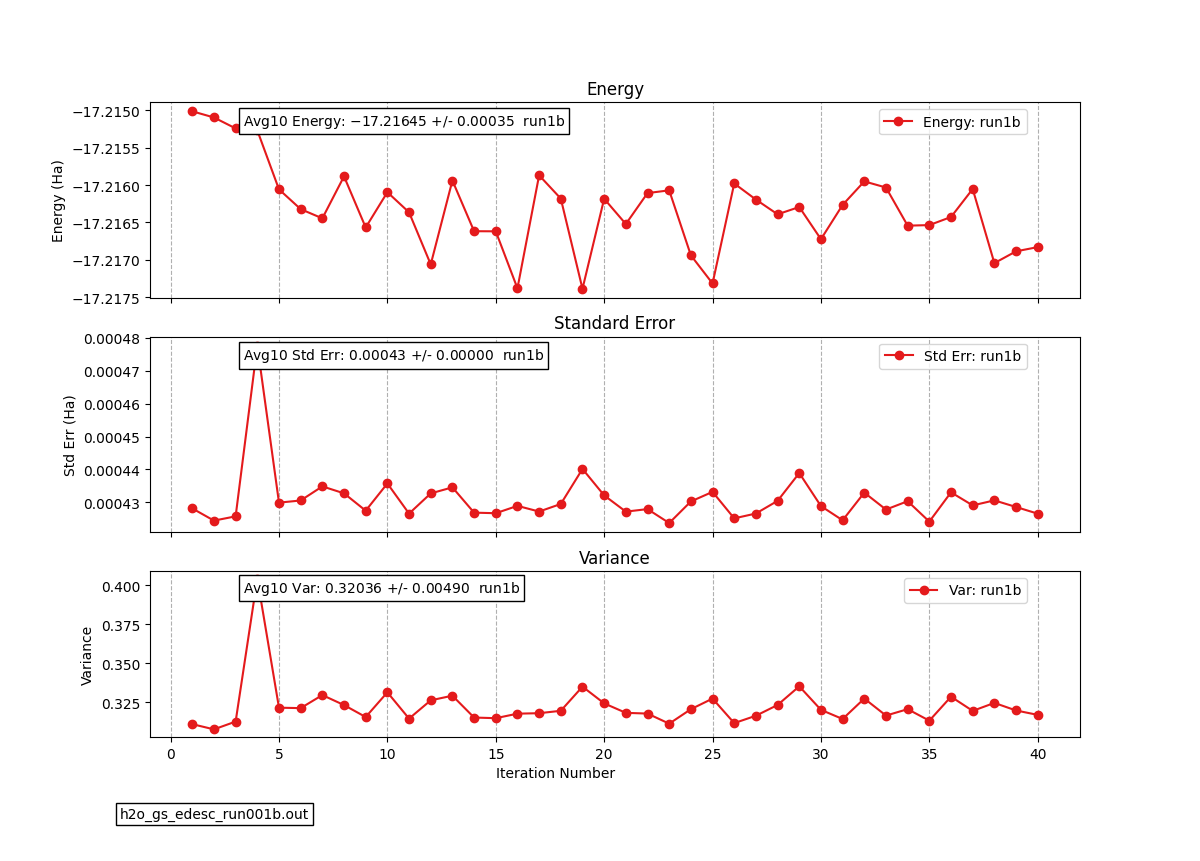 Energy
−17.2150
−17.2155
−17.2160
−17.2165
−17.2170
−17.2175
Energy (Ha)
Avg10 Energy: −17.21645 +/- 0.00035  run1b
Energy: run1b
Standard Error
0.00048
0.00047
0.00046
0.00045
0.00044
0.00043
Std Err (Ha)
Avg10 Std Err: 0.00043 +/- 0.00000  run1b
Std Err: run1b
Variance
0.400
0.375
0.350
0.325
Variance
Avg10 Var: 0.32036 +/- 0.00490  run1b
Var: run1b
0 5 10 15 20 25 30 35 40
Iteration Number
h2o_gs_edesc_run001b.out